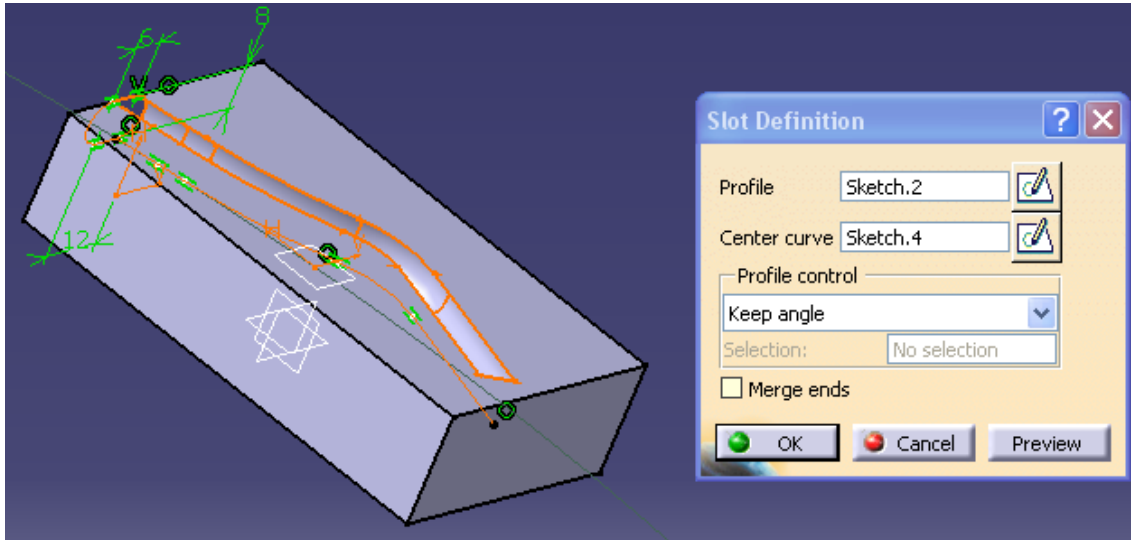 8
6
V
H
12
Slot Definition
Profile Sketch.2
Center curve Sketch.4
Profile control
Keep angle
Selection: No selection
Merge ends
OK Cancel Preview